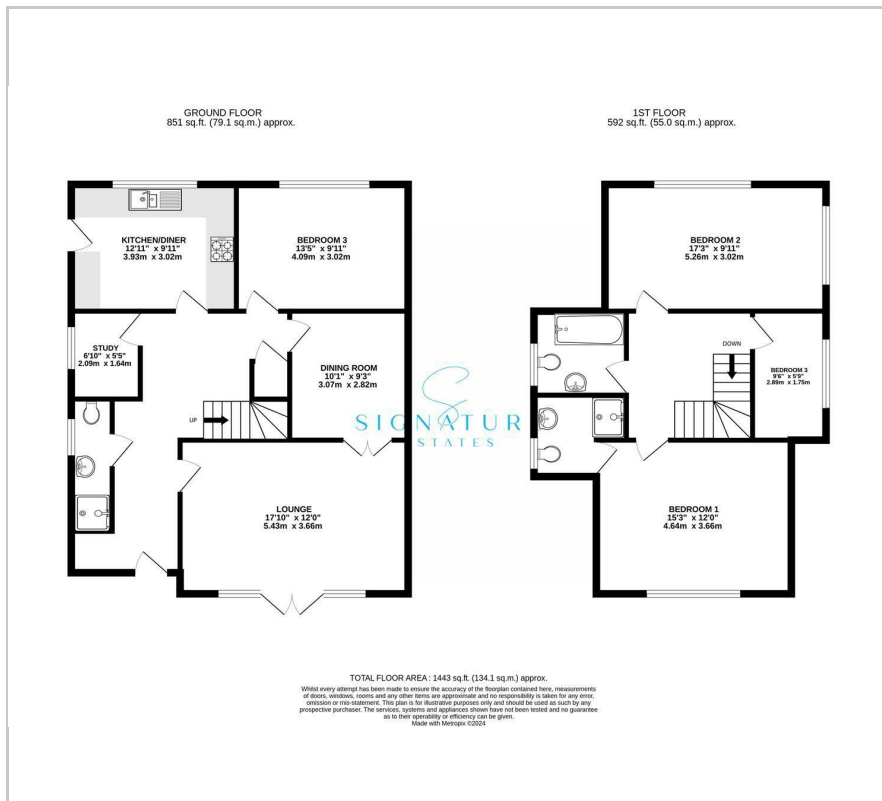 GROUND FLOOR
851 sq.ft. (79.1 sq.m.) approx.
1ST FLOOR
592 sq.ft. (55.0 sq.m.) approx.
KITCHEN/DINER
12'11" x 9'11"
3.93m x 3.02m
BEDROOM 3
13'5" x 9'11"
4.09m x 3.02m
STUDY
6'10" x 5'5"
2.09m x 1.64m
DINING ROOM
10'1" x 9'3"
3.07m x 2.82m
UP
LOUNGE
17'10" x 12'0"
5.43m x 3.66m
S
SIGNATUR
STATES
BEDROOM 2
17'3" x 9'11"
5.26m x 3.02m
DOWN
BEDROOM 3
9'6" x 5'9"
2.89m x 1.75m
BEDROOM 1
15'3" x 12'0"
4.64m x 3.66m
TOTAL FLOOR AREA : 1443 sq.ft. (134.1 sq.m.) approx.
Whilst every attempt has been made to ensure the accuracy of the floorplan contained here, measurements
of doors, windows, rooms and any other items are approximate and no responsibility is taken for any error,
omission or mis-statement. This plan is for illustrative purposes only and should be used as such by any
prospective purchaser. The services, systems and appliances shown have not been tested and no guarantee
as to their operability or efficiency can be given.
Made with Metropix ©2024